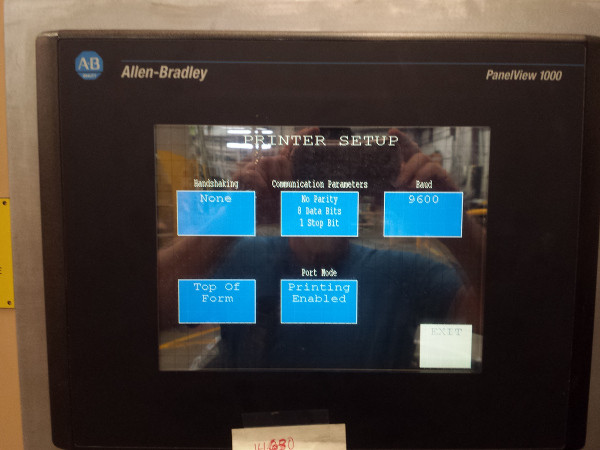 A·B
Allen-Bradley
PanelView 1000
PRINTER SETUP
Handshaking
Communication Parameters
Baud
None
No Parity
8 Data Bits
1 Stop Bit
9600
Port Mode
Top Of
Form
Printing
Enabled
EXIT